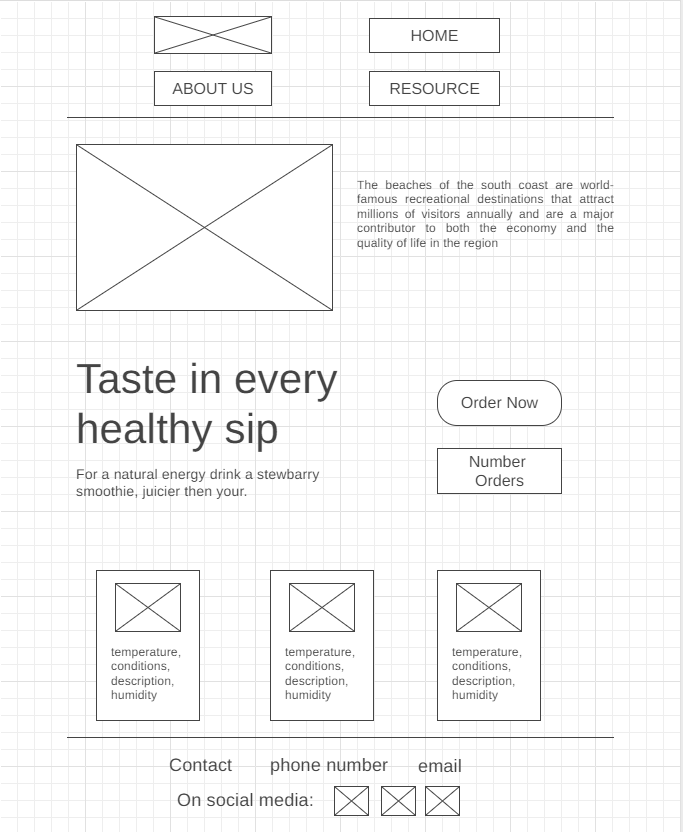 HOME
ABOUT US
RESOURCE
The beaches of the south coast are world-
famous recreational destinations that attract
millions of visitors annually and are a major
contributor to both the economy and the
quality of life in the region
Taste in every
healthy sip
For a natural energy drink a stewbarry
smoothie, juicier then your.
Order Now
Number
Orders
temperature,
conditions,
description,
humidity
temperature,
conditions,
description,
humidity
temperature,
conditions,
description,
humidity
Contact phone number email
On social media: